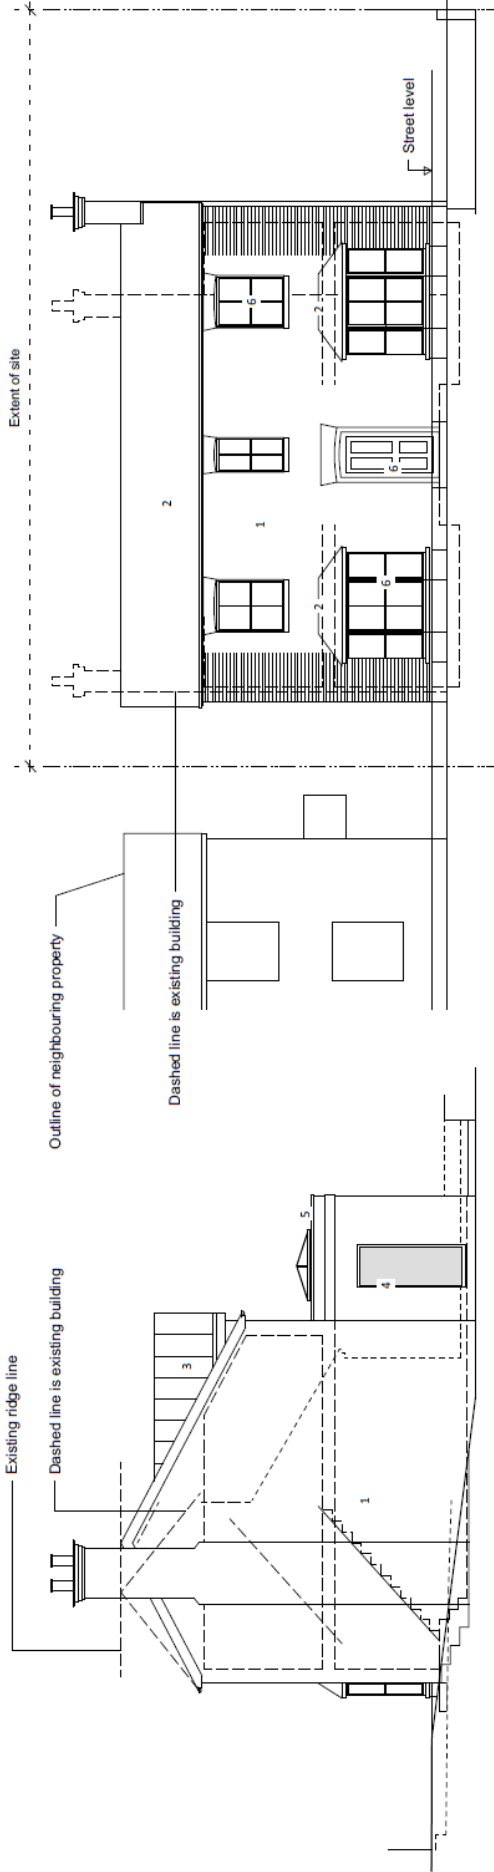 Existing ridge line
Dashed line is existing building
3
5
4
1
Outline of neighbouring property
Dashed line is existing building
Extent of site
2
1
6
2
2
6
6
Street level